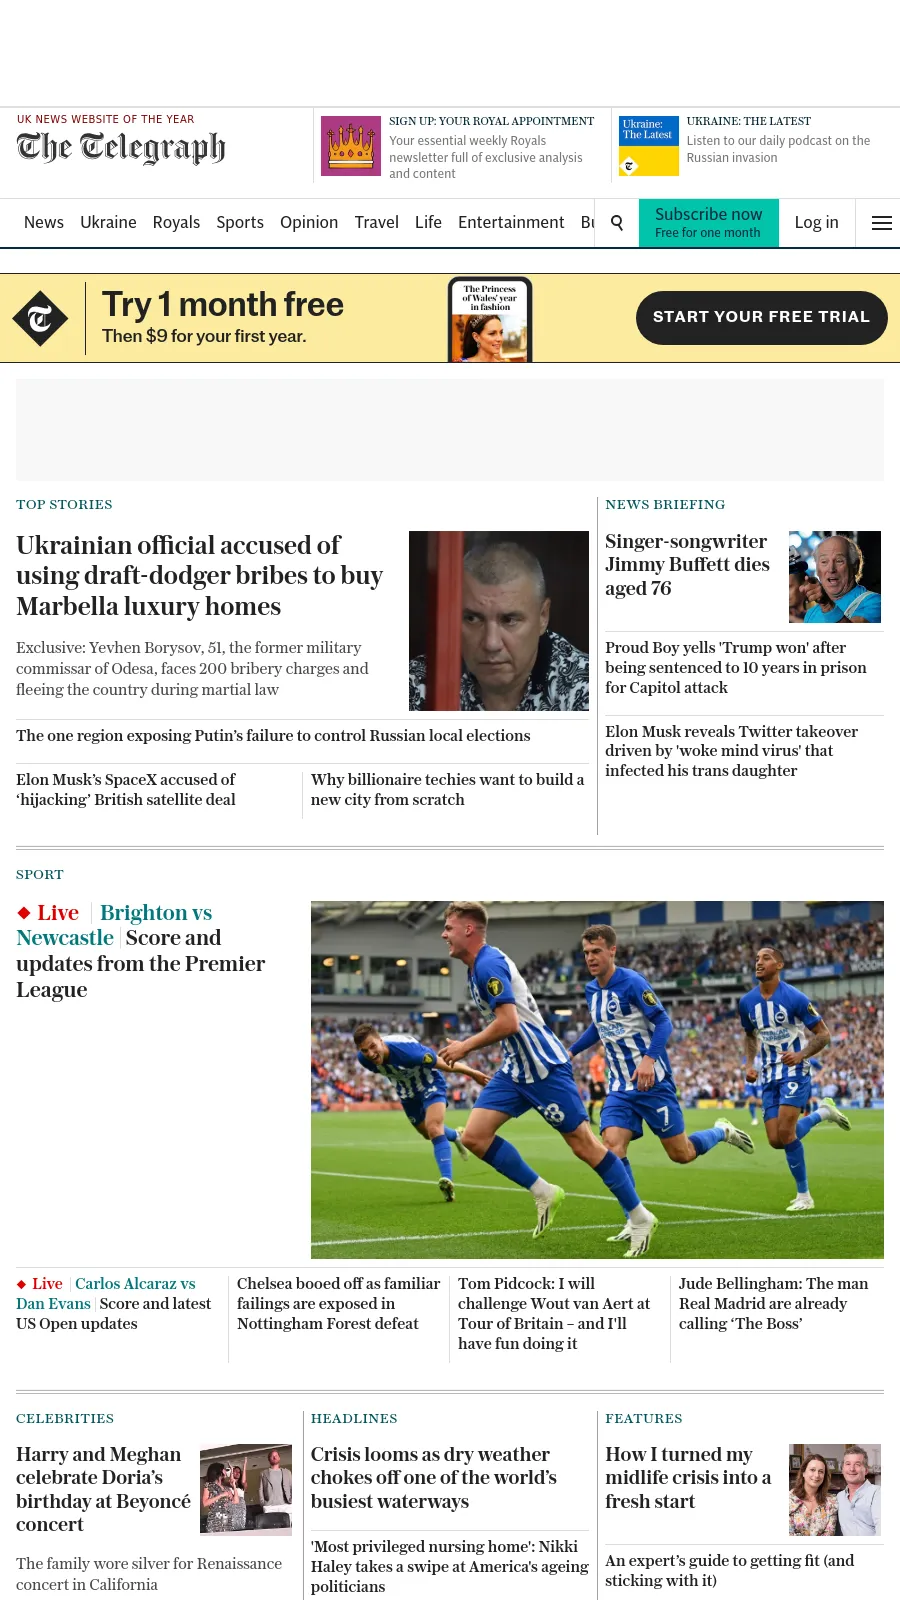 UK NEWS WEBSITE OF THE YEAR
The Telegraph
SIGN UP: YOUR ROYAL APPOINTMENT
Your essential weekly Royals
newsletter full of exclusive analysis
and content
Ukraine:
The Latest
UKRAINE: THE LATEST
Listen to our daily podcast on the
Russian invasion
News Ukraine Royals Sports Opinion Travel Life Entertainment
Subscribe now
Free for one month
Log in
Try 1 month free
Then $9 for your first year.
The Princess
of Wales' year
in fashion
START YOUR FREE TRIAL
TOP STORIES
Ukrainian official accused of
using draft-dodger bribes to buy
Marbella luxury homes
Exclusive: Yevhen Borysov, 51, the former military
commissar of Odesa, faces 200 bribery charges and
fleeing the country during martial law
The one region exposing Putin’s failure to control Russian local elections
Elon Musk’s SpaceX accused of
‘hijacking’ British satellite deal
Why billionaire techies want to build a
new city from scratch
NEWS BRIEFING
Singer-songwriter
Jimmy Buffett dies
aged 76
Proud Boy yells 'Trump won' after
being sentenced to 10 years in prison
for Capitol attack
Elon Musk reveals Twitter takeover
driven by 'woke mind virus' that
infected his trans daughter
SPORT
Live Brighton vs
Newcastle Score and
updates from the Premier
League
28
7
9
Live Carlos Alcaraz vs
Dan Evans Score and latest
US Open updates
Chelsea booed off as familiar
failings are exposed in
Nottingham Forest defeat
Tom Pidcock: I will
challenge Wout van Aert at
Tour of Britain – and I'll
have fun doing it
Jude Bellingham: The man
Real Madrid are already
calling ‘The Boss’
CELEBRITIES
Harry and Meghan
celebrate Doria’s
birthday at Beyoncé
concert
The family wore silver for Renaissance
concert in California
HEADLINES
Crisis looms as dry weather
chokes off one of the world’s
busiest waterways
'Most privileged nursing home': Nikki
Haley takes a swipe at America's ageing
politicians
FEATURES
How I turned my
midlife crisis into a
fresh start
An expert’s guide to getting fit (and
sticking with it)